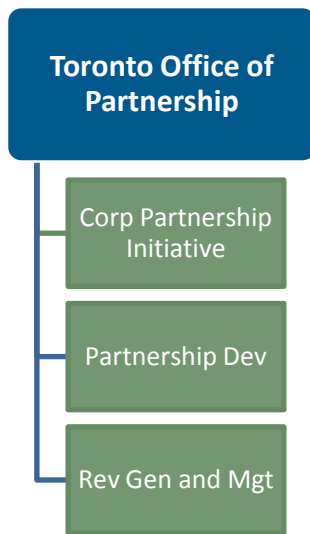 Toronto Office of
Partnership
Corp Partnership
Initiative
Partnership Dev
Rev Gen and Mgt